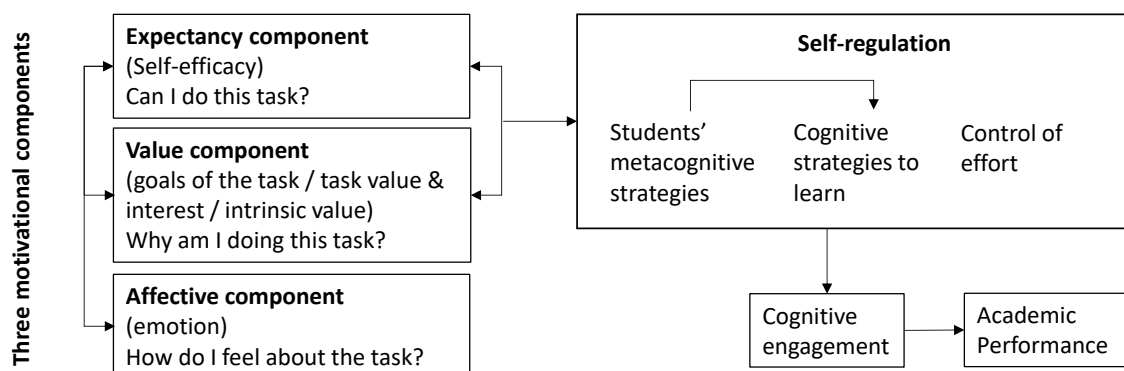 Three motivational components
Expectancy component
(Self-efficacy)
Can I do this task?
Value component
(goals of the task / task value &
interest / intrinsic value)
Why am I doing this task?
Affective component
(emotion)
How do I feel about the task?
Self-regulation
Students’
metacognitive
strategies
Cognitive
strategies to
learn
Control of
effort
Cognitive
engagement
Academic
Performance